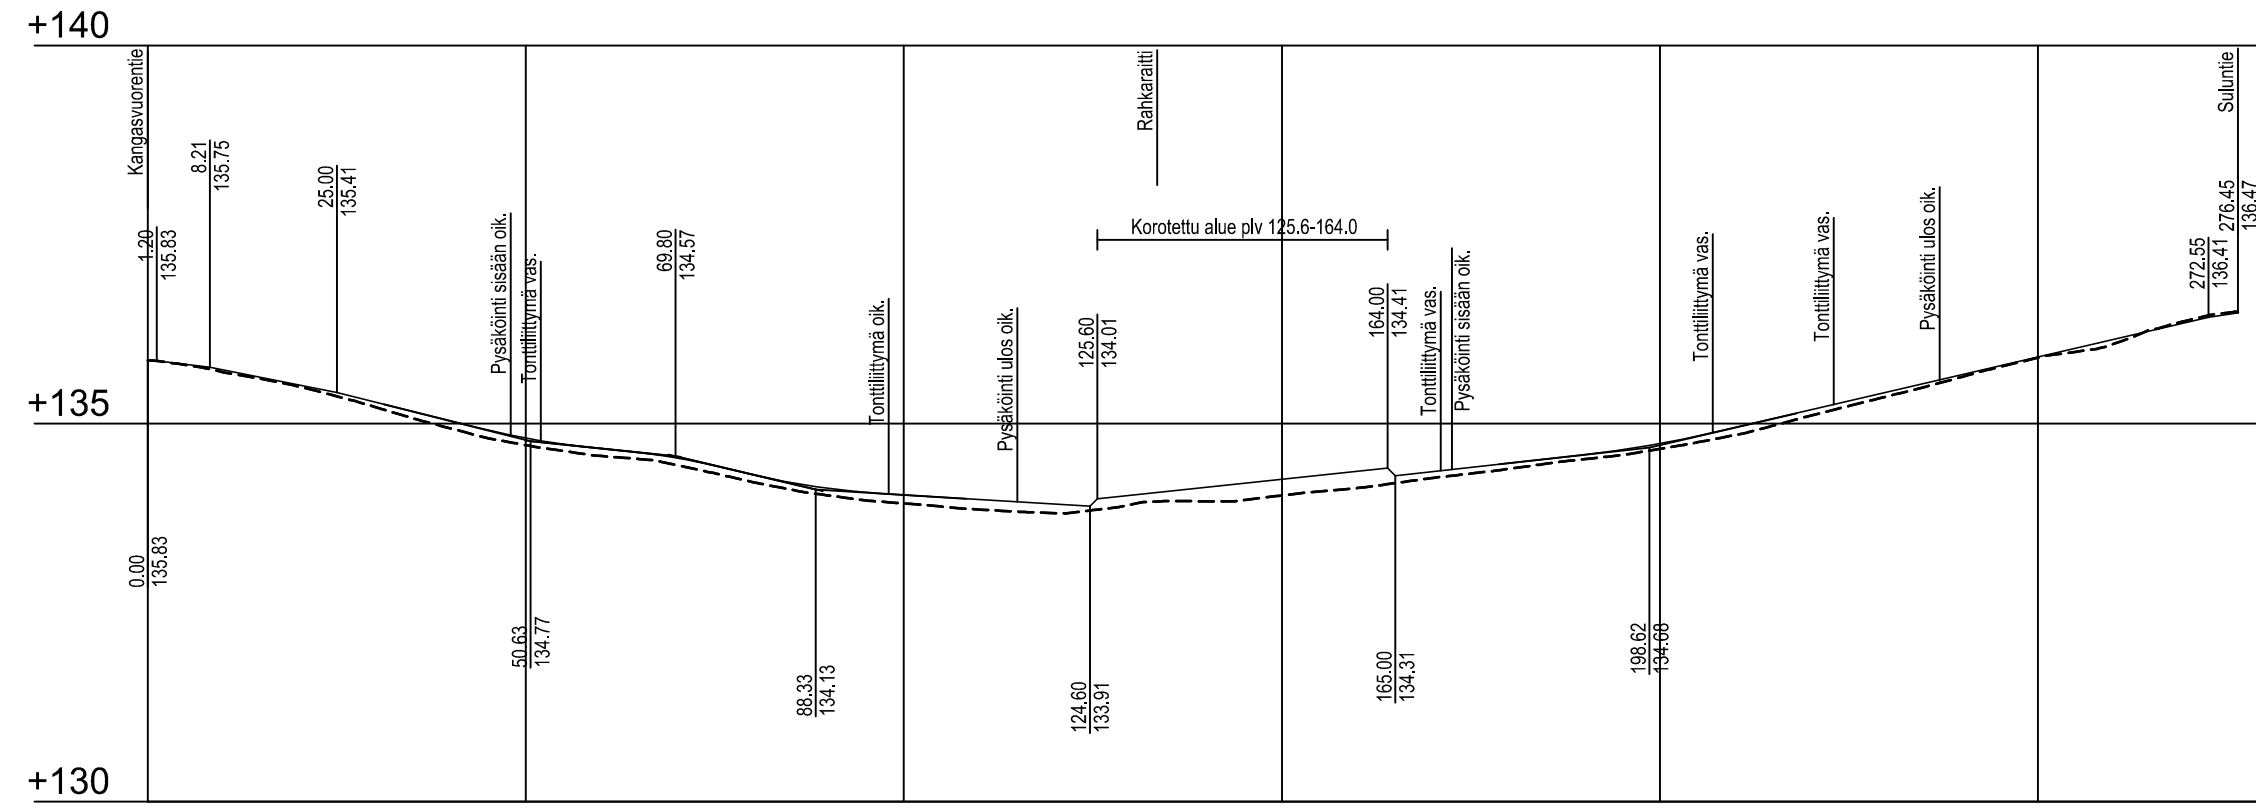 +140
Kangasvuorentie
1.20
135.83
8.21
135.75
25.00
135.41
Pysäköinti sisään oik.
Tonttiliittymä vas.
69.80
134.57
Tonttiliittymä oik.
Pysäköinti ulos oik.
125.60
134.01
Rahkaraitti
Korotettu alue plv 125.6-164.0
164.00
134.41
Tonttiliittymä vas.
Pysäköinti sisään oik.
Tonttiliittymä vas.
Tonttiliittymä vas.
Pysäköinti ulos oik.
272.55
136.41
Suluntie
276.45
136.47
+135
0.00
135.83
50.63
134.77
88.33
134.13
124.60
133.91
165.00
134.31
198.62
134.68
+130